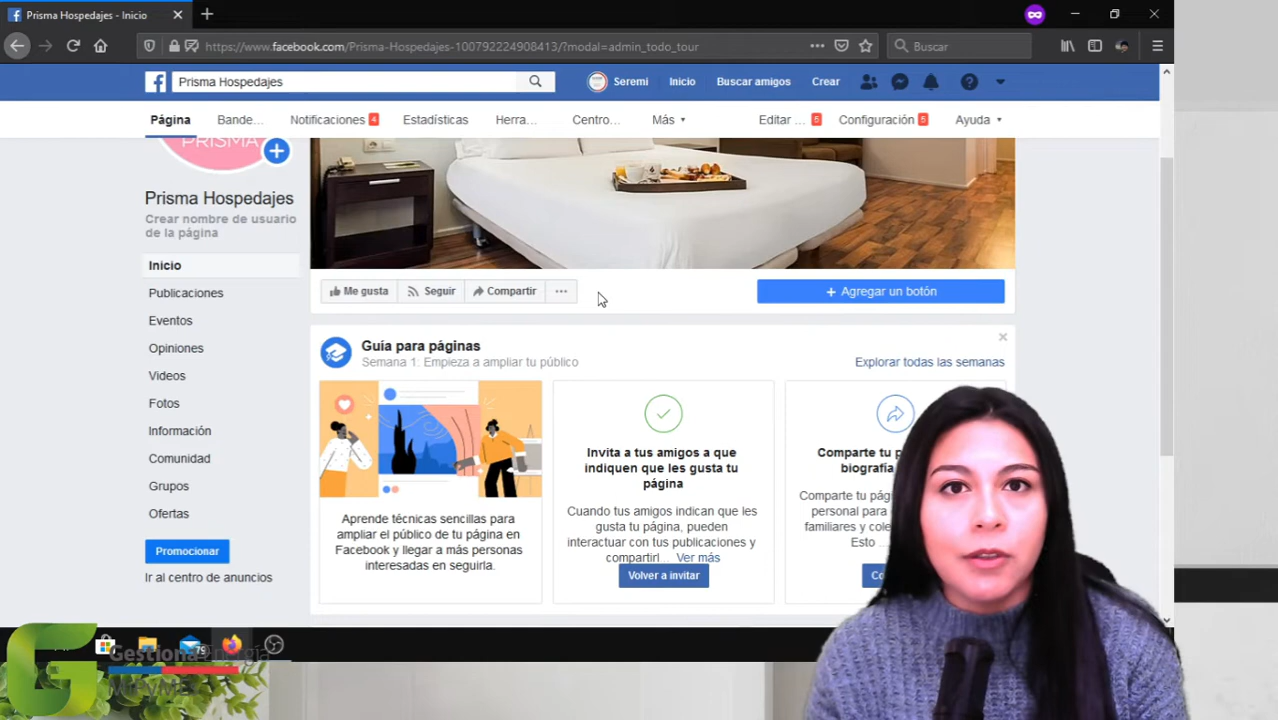 Prisma Hospedajes - Inicio
https://www.facebook.com/Prisma-Hospedajes-100792224908413/?modal=admin_todo_tour
Buscar
Prisma Hospedajes
Seremi
Inicio
Buscar amigos
Crear
Página
Bande...
Notificaciones 4
Estadísticas
Herra...
Centro...
Más
Editar ... 6
Configuración 5
Ayuda
PRISMA
Prisma Hospedajes
Crear nombre de usuario
de la página
Inicio
Publicaciones
Eventos
Opiniones
Videos
Fotos
Información
Comunidad
Grupos
Ofertas
Promocionar
Ir al centro de anuncios
Me gusta
Seguir
Compartir
+ Agregar un botón
Guía para páginas
Semana 1: Empieza a ampliar tu público
Explorar todas las semanas
Aprende técnicas sencillas para
ampliar el público de tu página en
Facebook y llegar a más personas
interesadas en seguirla.
Invita a tus amigos a que
indiquen que les gusta tu
página
Cuando tus amigos indican que les
gusta tu página, pueden
interactuar con tus publicaciones y
compartirl... Ver más
Volver a invitar
Comparte tu
biografía
Comparte tu pág
personal para
familiares y cole
Esto ...
79
Gestiona Energía
MiPyMEs